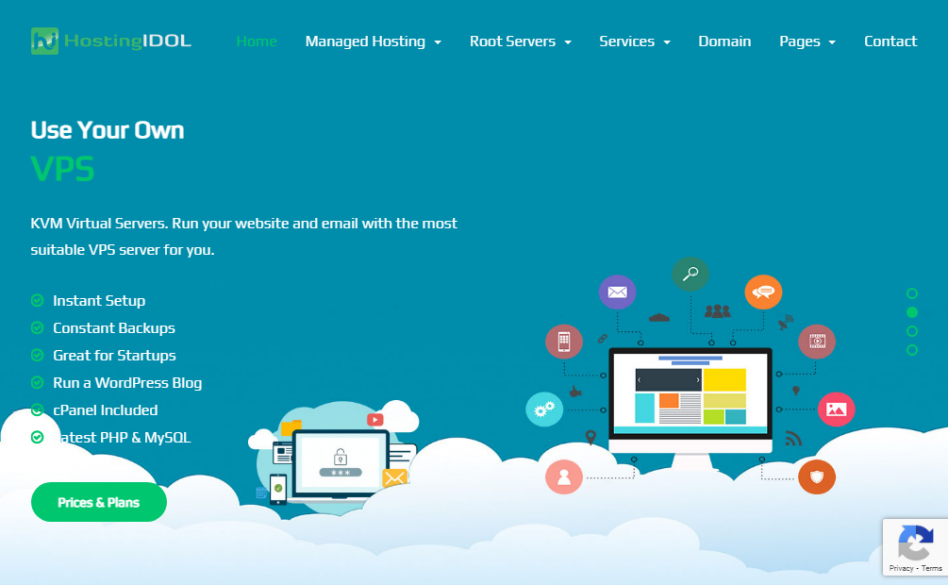 HostingIDOL
Home
Managed Hosting
Root Servers
Services
Domain
Pages
Contact
Use Your Own
VPS
KVM Virtual Servers. Run your website and email with the most
suitable VPS server for you.
Instant Setup
Constant Backups
Great for Startups
Run a WordPress Blog
cPanel Included
Latest PHP & MySQL
Prices & Plans
***
Privacy - Terms